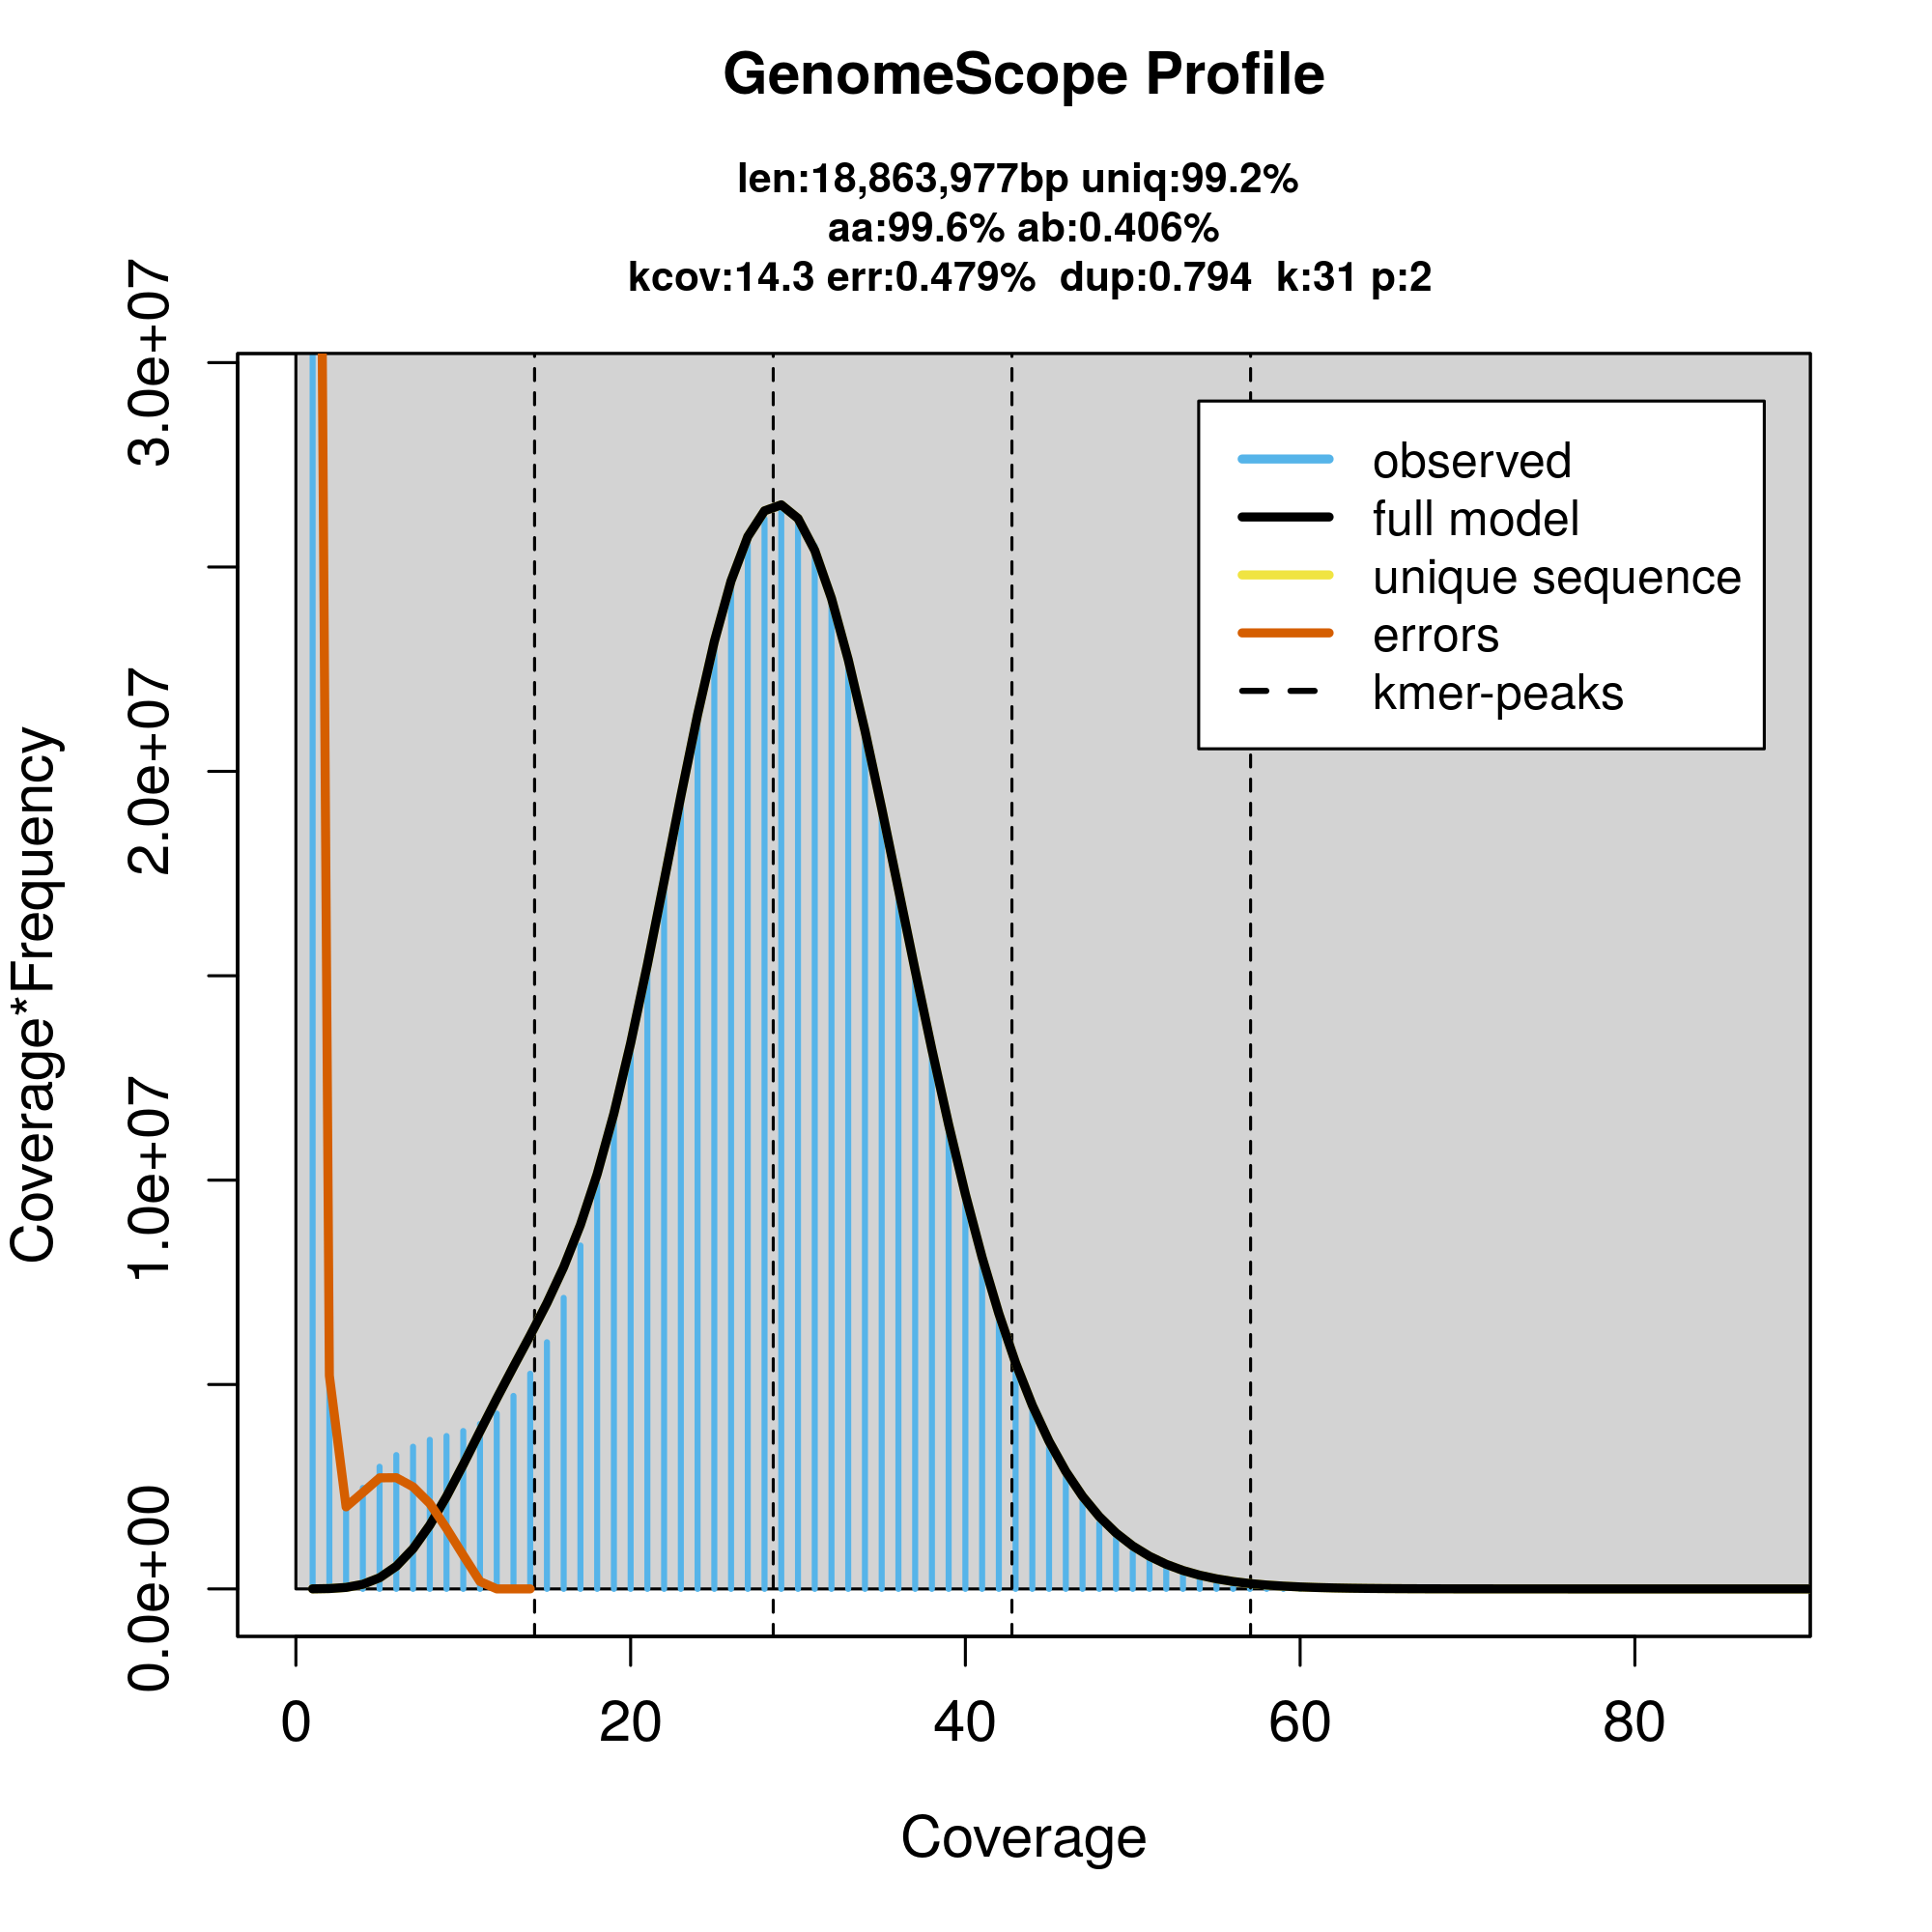 GenomeScope Profile
len:18,863,977bp uniq:99.2%
aa:99.6% ab:0.406%
kcov:14.3 err:0.479%  dup:0.794  k:31 p:2
Coverage*Frequency
3.0e+07
2.0e+07
1.0e+07
0.0e+00
observed
full model
unique sequence
errors
kmer-peaks
0 20 40 60 80
Coverage